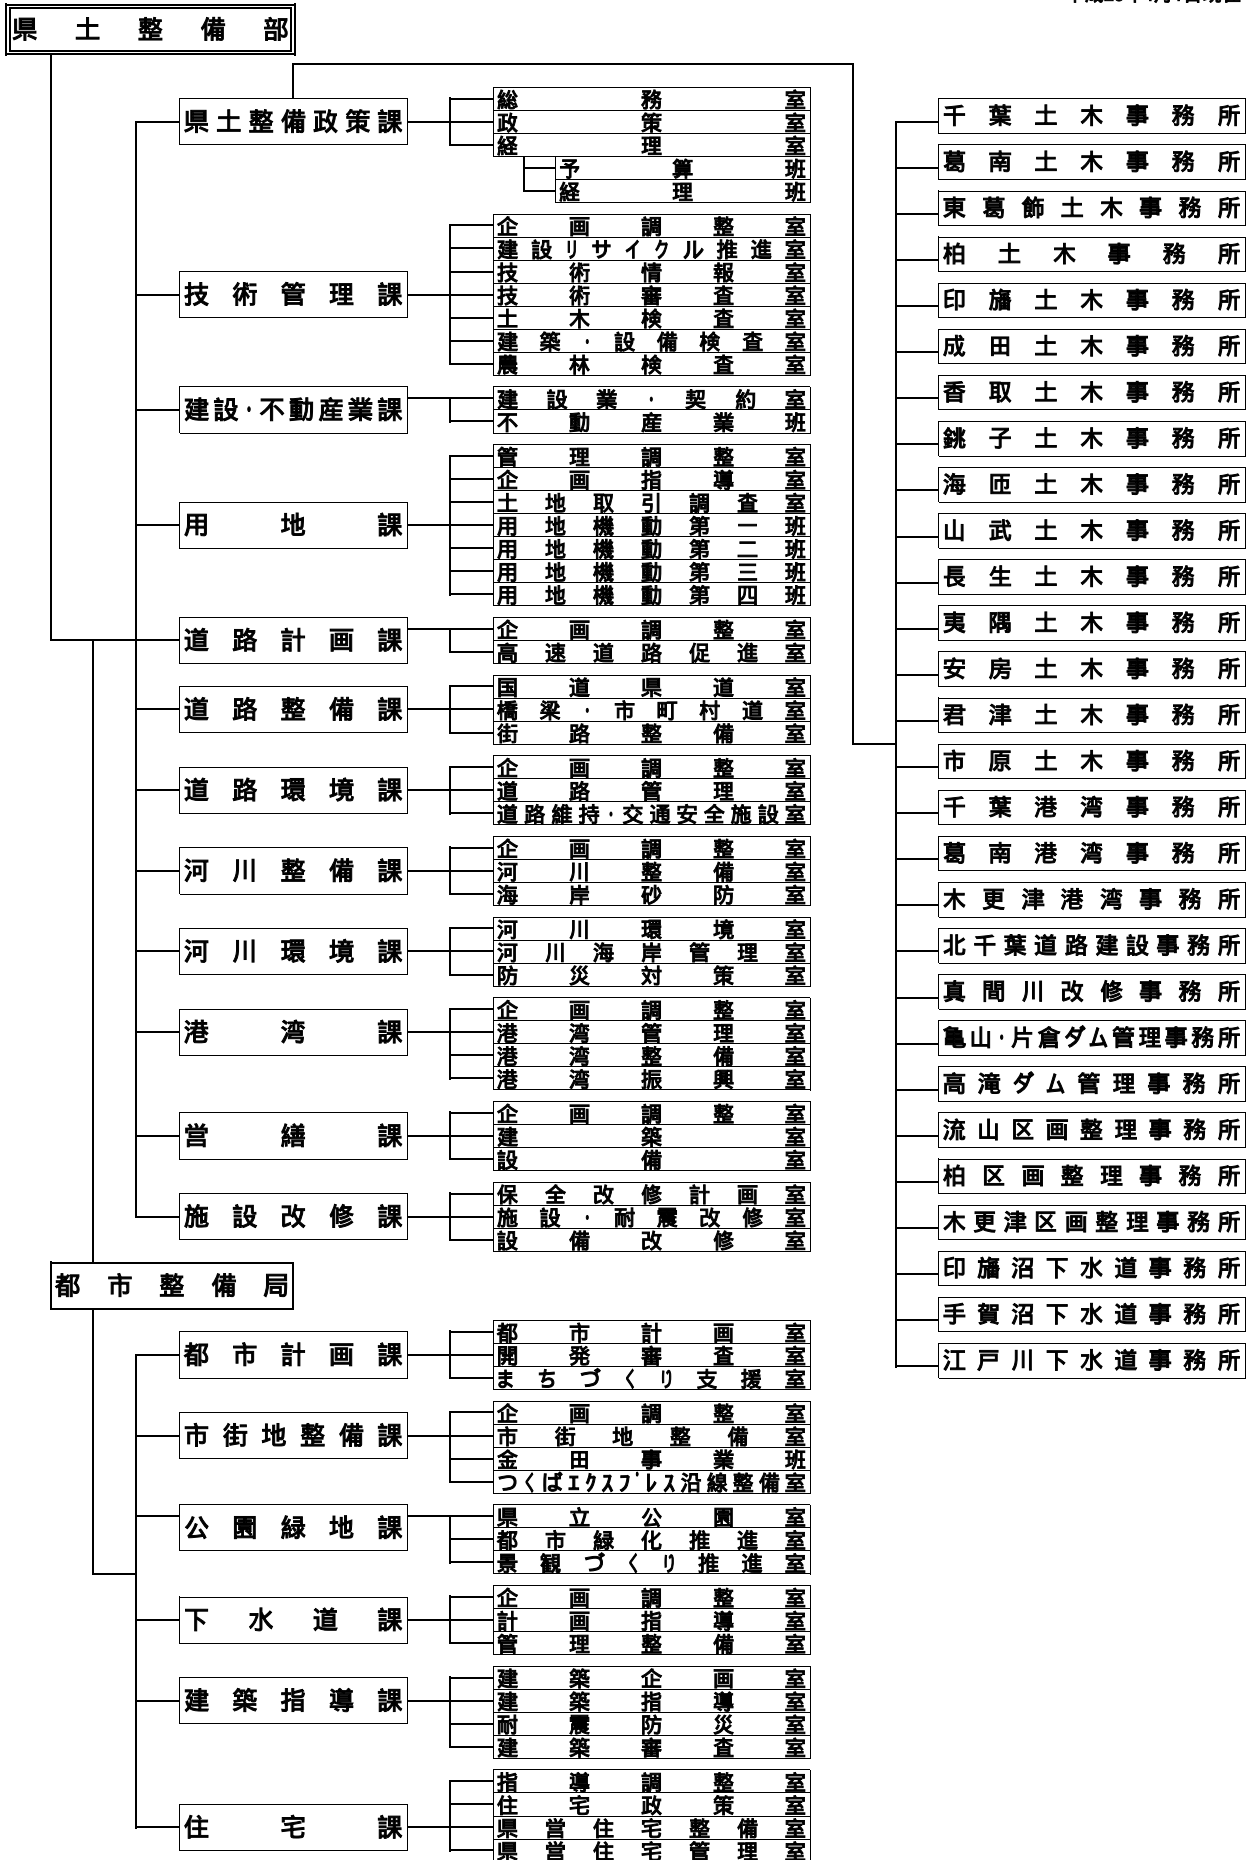 県土整備部
県土整備政策課
総務室
政策室
経理室
予算班
経理班
技術管理課
企画調整室
建設リサイクル推進室
技術情報室
技術審査室
土木検査室
建築・設備検査室
農林検査室
建設・不動産業課
建設業・契約室
不動産業班
用地課
管理調整室
企画指導室
土地取引調査室
用地機動第一班
用地機動第二班
用地機動第三班
用地機動第四班
道路計画課
企画調整室
高速道路促進室
道路整備課
国道県道室
橋梁・市町村道室
街路整備室
道路環境課
企画調整室
道路管理室
道路維持・交通安全施設室
河川整備課
企画調整室
河川整備室
海岸砂防室
河川環境課
河川環境室
河川海岸管理室
防災対策室
港湾課
企画調整室
港湾管理室
港湾整備室
港湾振興室
営繕課
企画調整室
建築室
設備室
施設改修課
保全改修計画室
施設・耐震改修室
設備改修室
都市整備局
都市計画課
都市計画室
開発審査室
まちづくり支援室
市街地整備課
企画調整室
市街地整備室
金田事業班
つくばｴｸｽﾌﾟﾚｽ沿線整備室
公園緑地課
県立公園室
都市緑化推進室
景観づくり推進室
下水道課
企画調整室
計画指導室
管理整備室
建築指導課
建築企画室
建築指導室
耐震防災室
建築審査室
住宅課
指導調整室
住宅政策室
県営住宅整備室
県営住宅管理室
千葉土木事務所
葛南土木事務所
東葛飾土木事務所
柏土木事務所
印旛土木事務所
成田土木事務所
香取土木事務所
銚子土木事務所
海匝土木事務所
山武土木事務所
長生土木事務所
夷隅土木事務所
安房土木事務所
君津土木事務所
市原土木事務所
千葉港湾事務所
葛南港湾事務所
木更津港湾事務所
北千葉道路建設事務所
真間川改修事務所
亀山・片倉ダム管理事務所
高滝ダム管理事務所
流山区画整理事務所
柏区画整理事務所
木更津区画整理事務所
印旛沼下水道事務所
手賀沼下水道事務所
江戸川下水道事務所